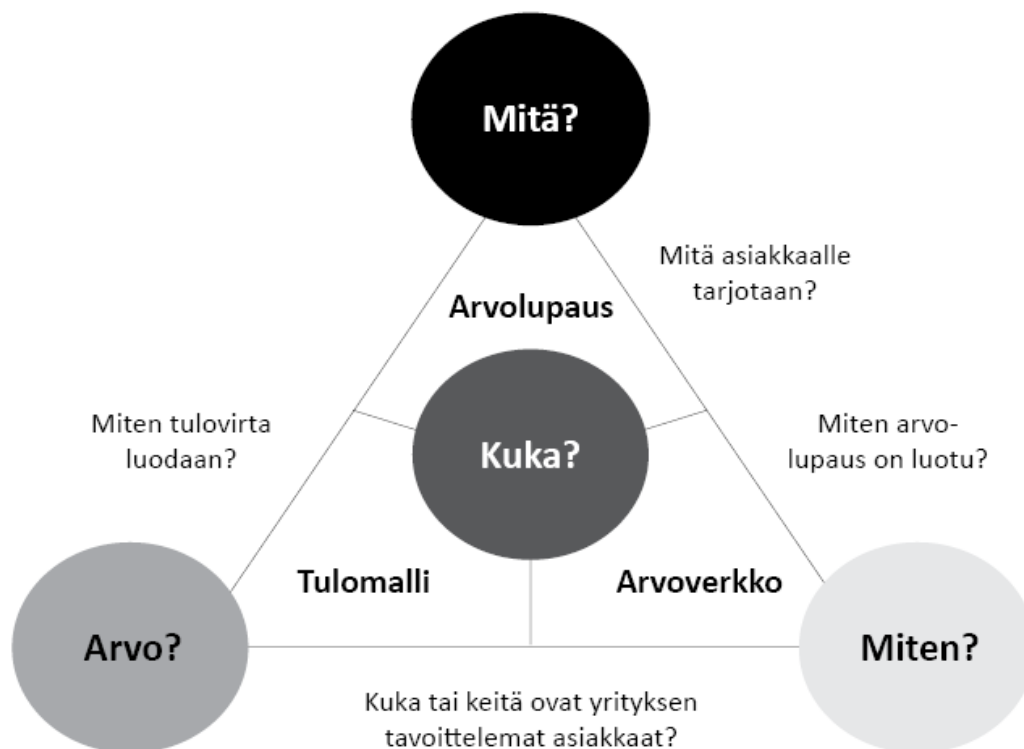 Mitä?
Mitä asiakkaalle
tarjotaan?
Arvolupaus
Miten tulovirta
luodaan?
Kuka?
Miten arvo-
lupaus on luotu?
Tulomalli
Arvoverkko
Arvo?
Miten?
Kuka tai keitä ovat yrityksen
tavoittelemat asiakkaat?